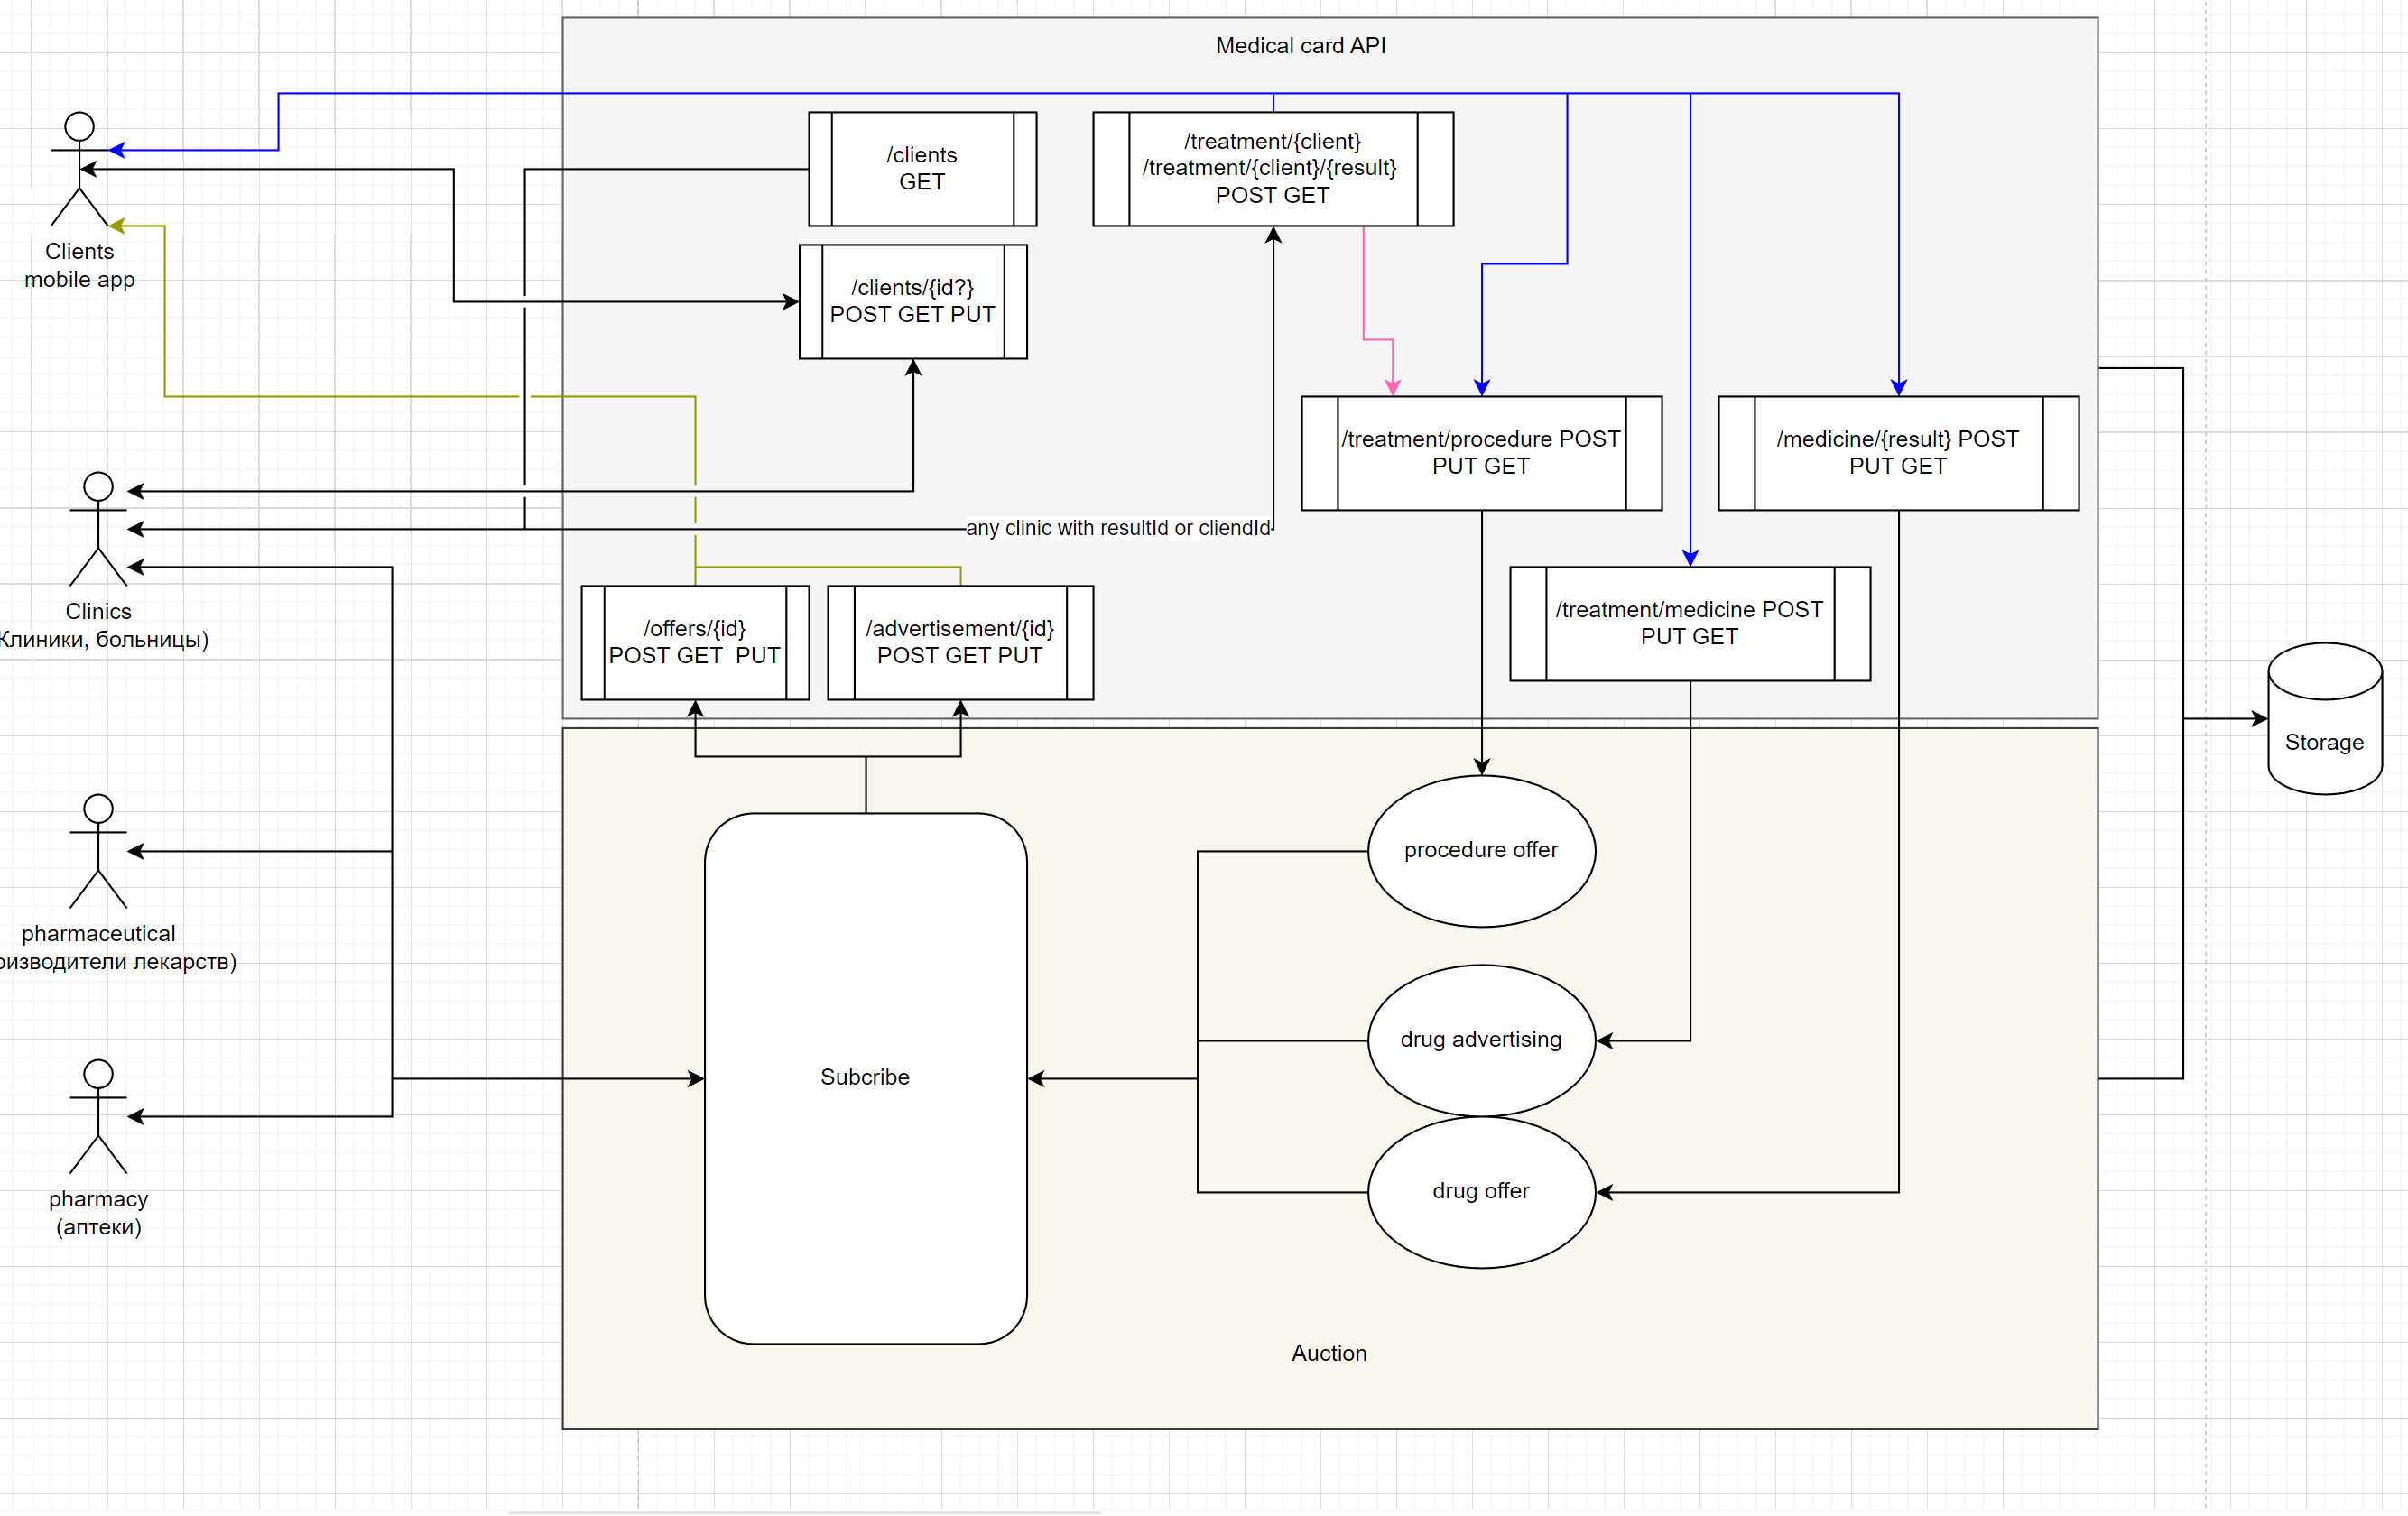 Medical card API
/clients
GET
/treatment/{client}
/treatment/{client}/{result}
POST GET
Clients
mobile app
/clients/{id?}
POST GET PUT
/treatment/procedure POST
PUT GET
/medicine/{result} POST
PUT GET
any clinic with resultId or cliendId
Clinics
Клиники, больницы)
/offers/{id}
POST GET  PUT
/advertisement/{id}
POST GET PUT
/treatment/medicine POST
PUT GET
Storage
procedure offer
pharmaceutical
оизводители лекарств)
drug advertising
Subcribe
drug offer
pharmacy
(аптеки)
Auction